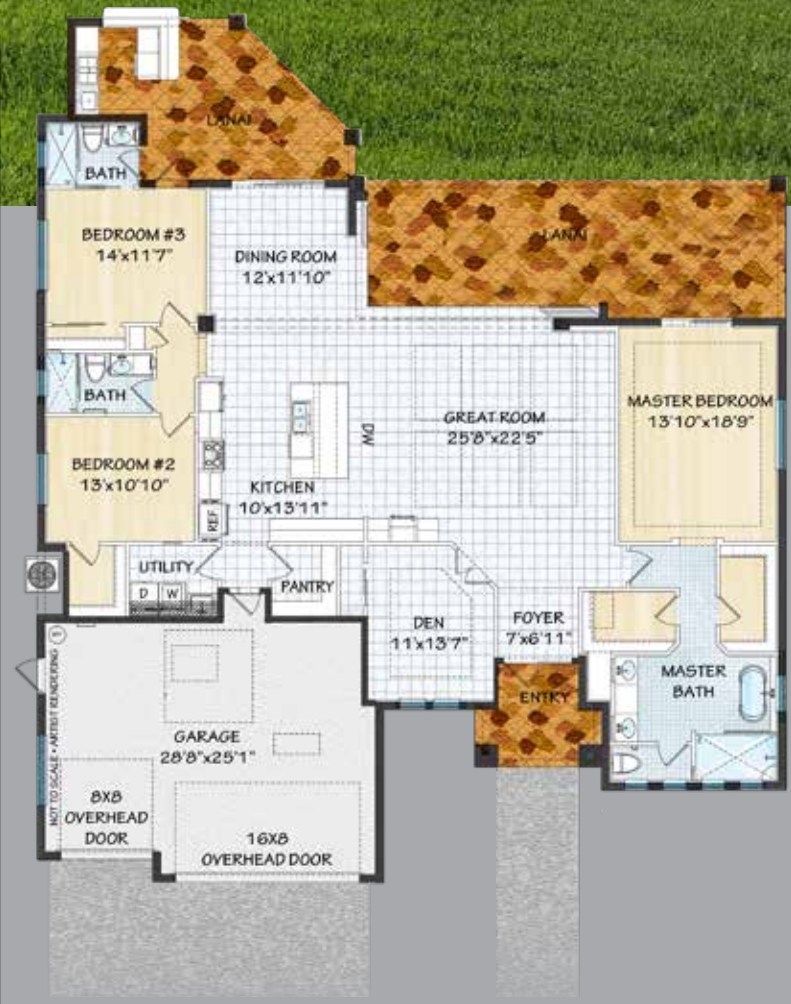 LANAI
BATH
BEDROOM #3
14'x11'7"
DINING ROOM
12'x11'10"
LANAI
BATH
GREAT ROOM
25'8"x22'5"
MASTER BEDROOM
13'10"x18'9"
DW
BEDROOM #2
13'x10'10"
KITCHEN
10'x13'11"
REF
UTILITY
D
W
PANTRY
DEN
11'x13'7"
FOYER
7'x6'11"
MASTER
BATH
ENTRY
GARAGE
28'8"x25'1"
8X8
OVERHEAD
DOOR
16X8
OVERHEAD DOOR
NOT TO SCALE • ARTIST RENDERING